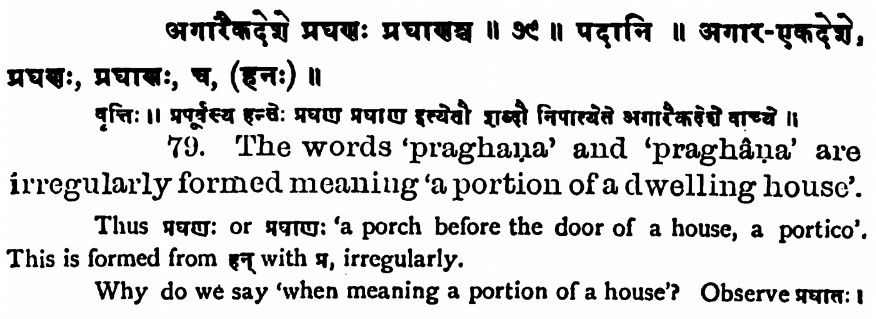 अगारैकदेशे प्रघणः प्रघाणश्च ॥ ७९ ॥ पदानि ॥ अगार-एकदेशे,
प्रघणः, प्रघाणः, च, (हनः) ॥
वृत्तिः ॥ प्रपूर्वस्य हन्तेः प्रघण प्रघाण इत्येतौ शब्दौ निपात्येते अगारैकदेशे वाच्ये ॥
79. The words ‘praghaṇa’ and ‘praghâṇa’ are
irregularly formed meaning ‘a portion of a dwelling house’.
Thus प्रघणः or प्रघाणः ‘a porch before the door of a house, a portico’.
This is formed from हन् with प्र, irregularly.
Why do we say ‘when meaning a portion of a house’? Observe प्रघातः ।